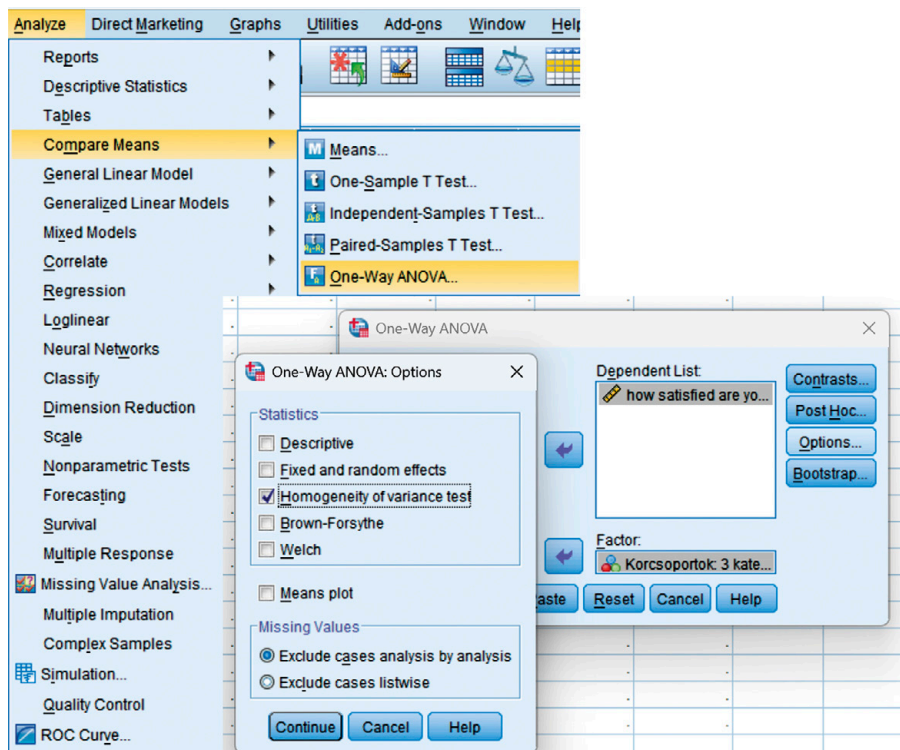 Analyze Direct Marketing Graphs Utilities Add-ons Window Help
Reports
Descriptive Statistics
Tables
Compare Means
General Linear Model
Generalized Linear Models
Mixed Models
Correlate
Regression
Loglinear
Neural Networks
Classify
Dimension Reduction
Scale
Nonparametric Tests
Forecasting
Survival
Multiple Response
Missing Value Analysis...
Multiple Imputation
Complex Samples
Simulation...
Quality Control
ROC Curve...
Means...
One-Sample T Test...
Independent-Samples T Test...
Paired-Samples T Test...
One-Way ANOVA...
One-Way ANOVA
Dependent List:
how satisfied are yo...
Factor:
Korcsoportok: 3 kate...
Contrasts...
Post Hoc...
Options...
Bootstrap...
aste Reset Cancel Help
One-Way ANOVA: Options
Statistics
Descriptive
Fixed and random effects
Homogeneity of variance test
Brown-Forsythe
Welch
Means plot
Missing Values
Exclude cases analysis by analysis
Exclude cases listwise
Continue Cancel Help